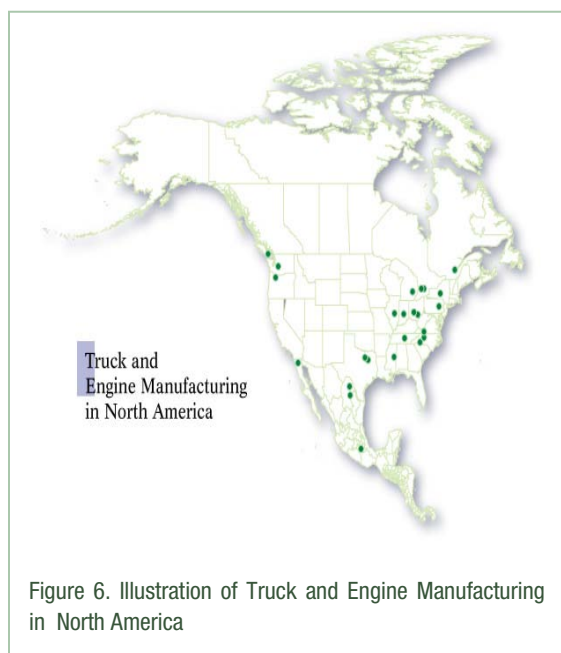 Truck and
Engine Manufacturing
in North America
Figure 6. Illustration of Truck and Engine Manufacturing
in North America